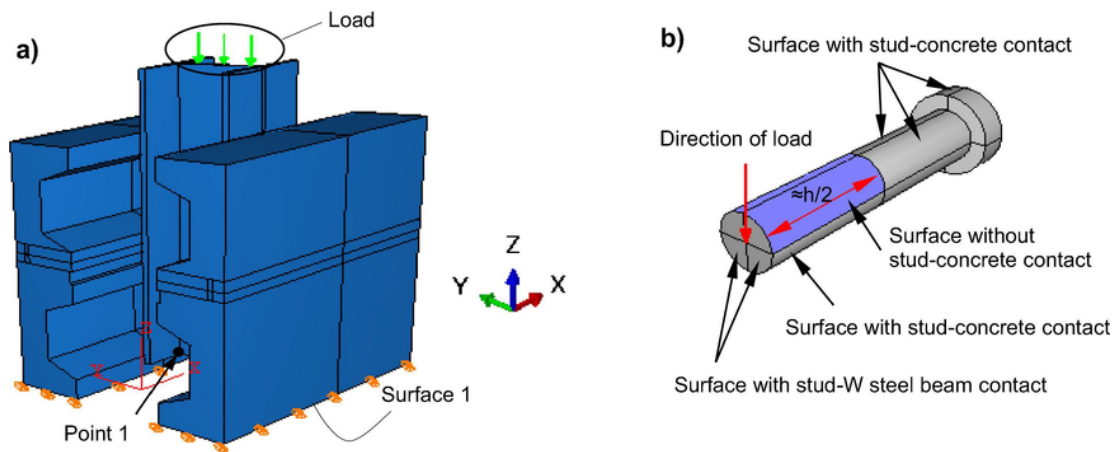 a)
Load
Z
Y
X
Point 1
Surface 1
b)
Surface with stud-concrete contact
Direction of load
≈h/2
Surface without
stud-concrete contact
Surface with stud-concrete contact
Surface with stud-W steel beam contact